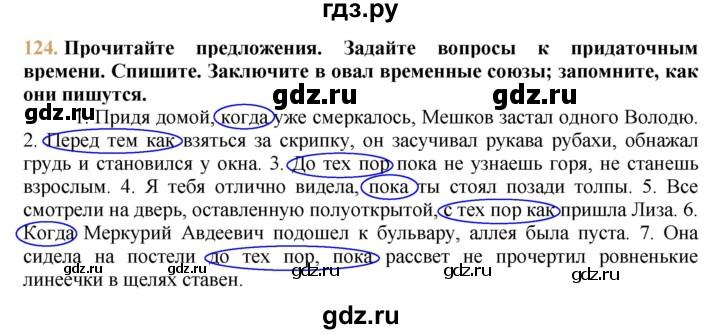 гдз.ру
124. Прочитайте предложения. Задайте вопросы к придаточным
времени. Спишите. Заключите в овал временные союзы; запомните, как
они пишутся.
gdz.ru gdz.ru gdz.ru
1. Придя домой, когда уже смеркалось, Мешков застал одного Володю.
2. Перед тем как взяться за скрипку, он засучивал рукава рубахи, обнажал
грудь и становился у окна. 3. До тех пор пока не узнаешь горя, не станешь
взрослым. 4. Я тебя отлично видела, пока ты стоял позади толпы. 5. Все
смотрели на дверь, оставленную полуоткрытой, с тех пор как пришла Лиза. 6.
Когда Меркурий Авдеевич подошел к бульвару, аллея была пуста. 7. Она
сидела на постели до тех пор, пока рассвет не прочертил ровненькие
линеечки в щелях ставен.
gdz.ru gdz.ru gdz.ru
гдз.ру